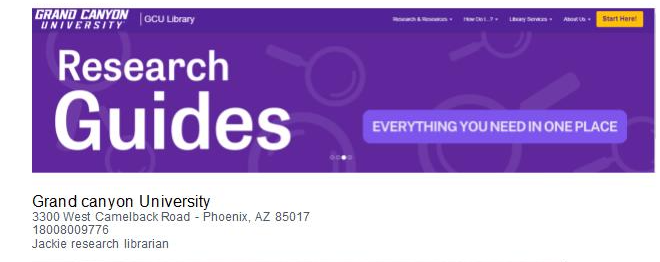 GRAND CANYON
UNIVERSITY
GCU Library
Research & Resources
How Do I...?
Library Services
About Us
Start Here!
Research
Guides
EVERYTHING YOU NEED IN ONE PLACE
Grand canyon University
3300 West Camelback Road - Phoenix, AZ 85017
18008009776
Jackie research librarian